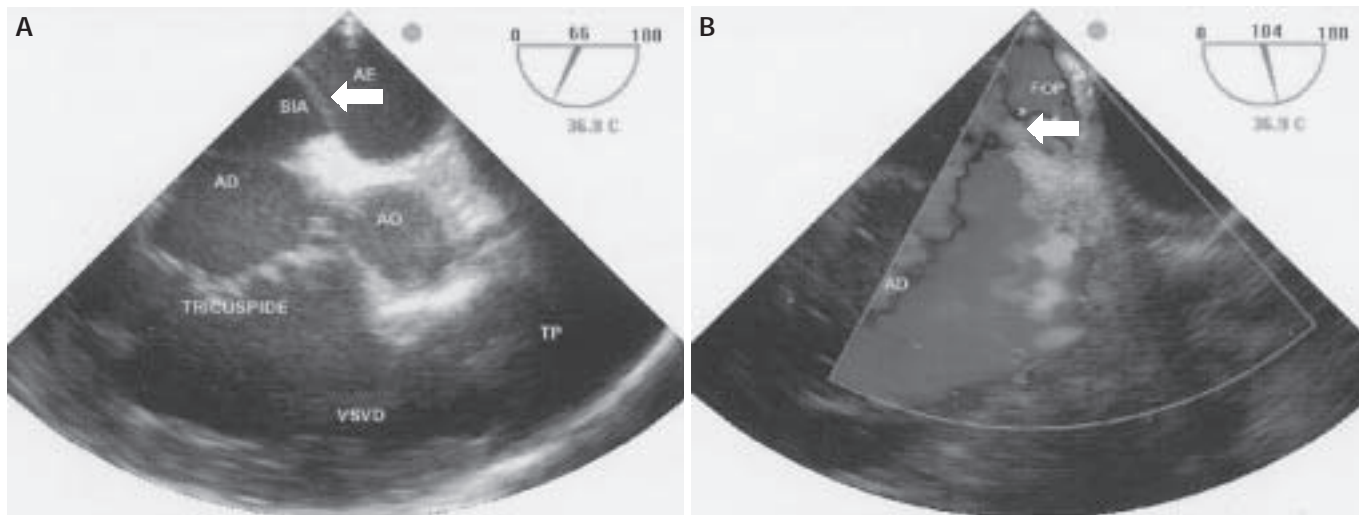 A
0 66 180
AE
SIA
36.8 C
AD
AO
TRICUSPIDE
TP
VSVD
B
0 104 180
FOP
36.9 C
AD